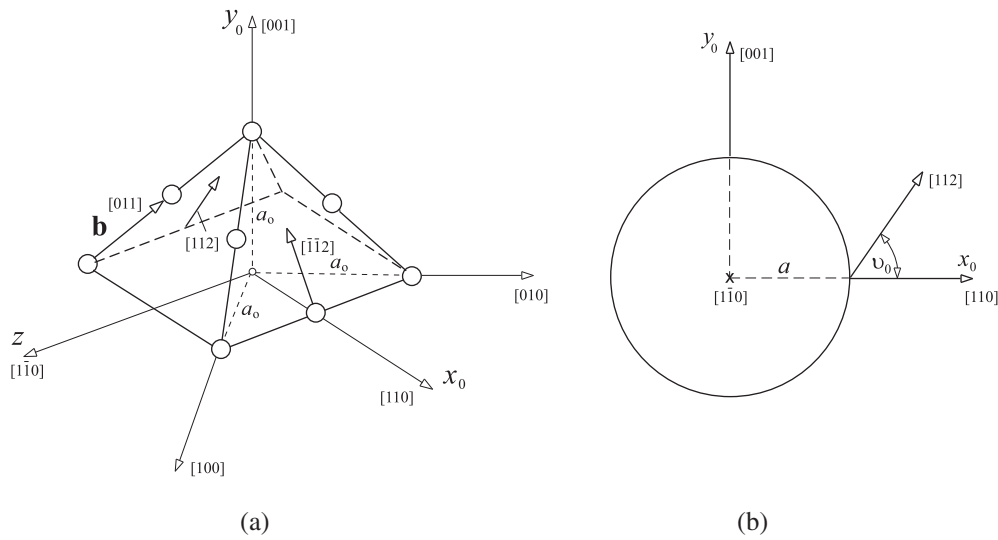 y₀ [001]
[011]
b
[112]
a₀
[1̄1̄2]
a₀
[010]
a₀
z
[11̄0]
x₀
[110]
[100]
(a)
y₀
[001]
[112]
a
υ₀
x₀
[11̄0]
[110]
(b)